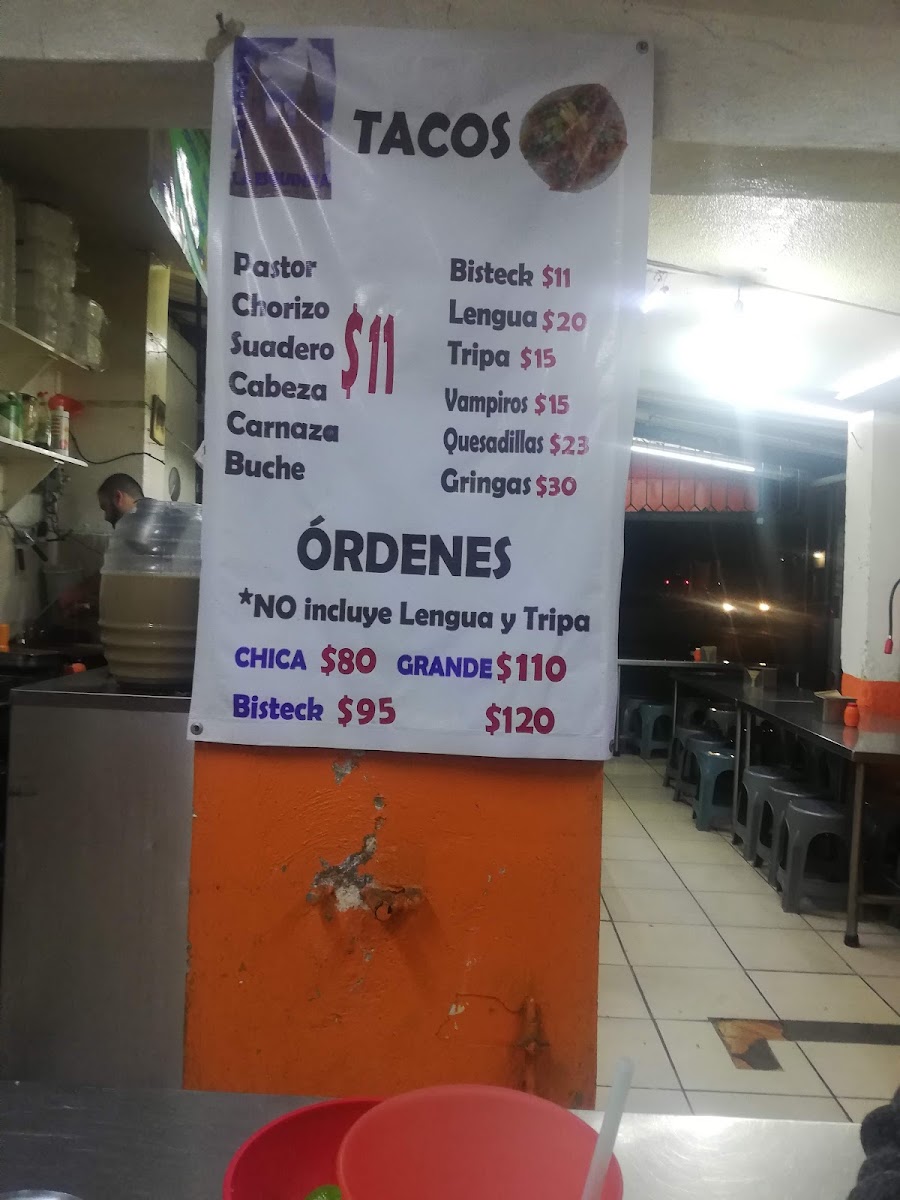 TACOS
Pastor
Chorizo
Suadero
Cabeza
Carnaza
Buche
$11
Bisteck $11
Lengua $20
Tripa $15
Vampiros $15
Quesadillas $23
Gringas $30
ÓRDENES
*NO incluye Lengua y Tripa
CHICA $80 GRANDE $110
Bisteck $95 $120